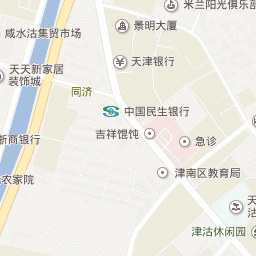 米兰阳光俱乐部
景明大厦
咸水沽集贸市场
天津银行
天天新家居
装饰城
同济
中国民生银行
吉祥馄饨
急诊
浙商银行
津南区教育局
农家院
天
沽
津沽休闲园